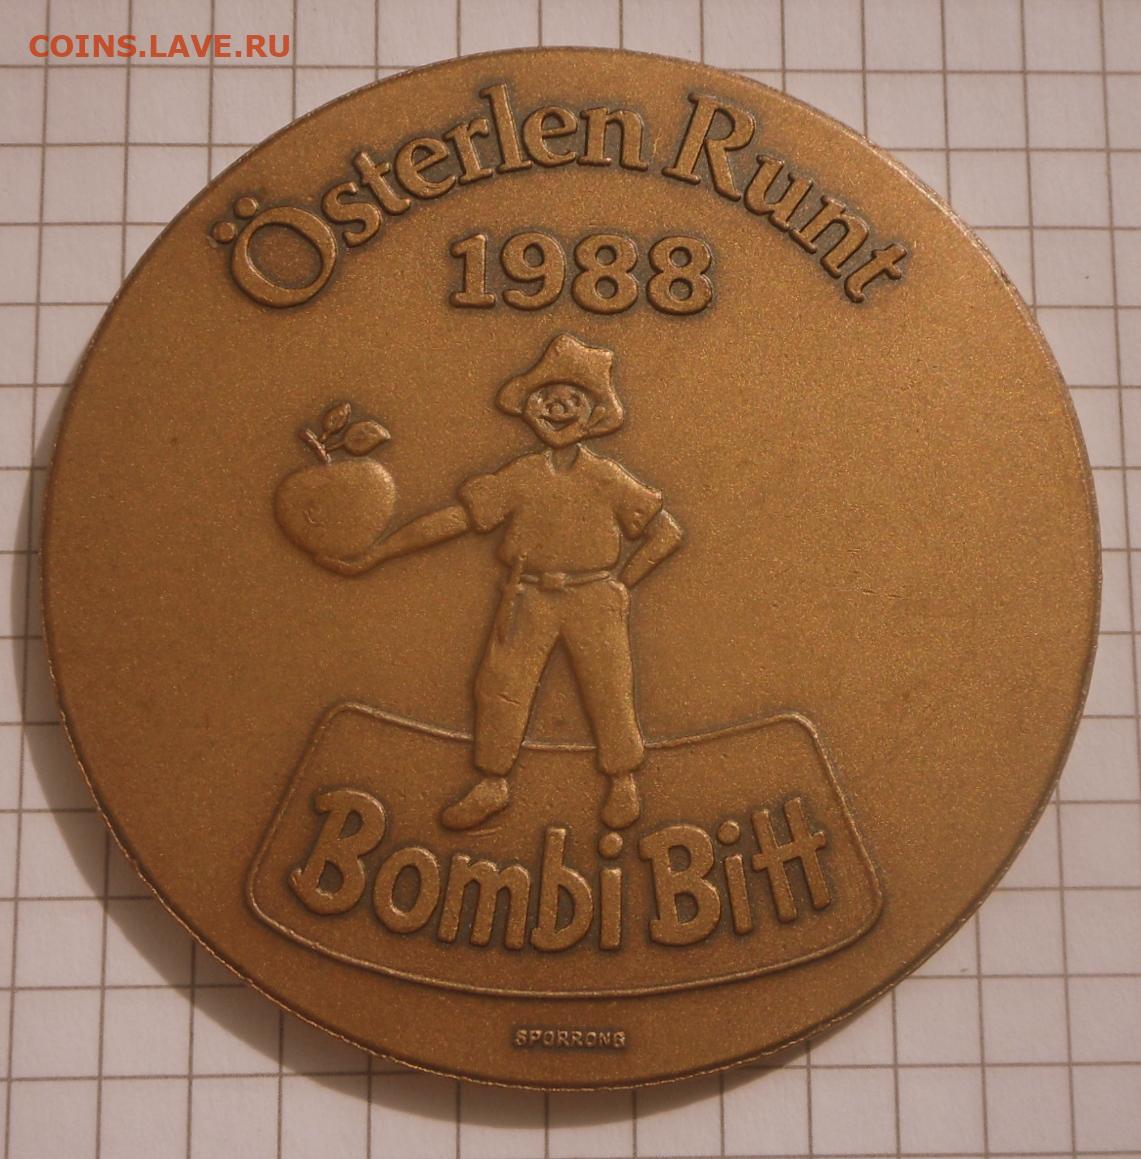 COINS.LAVE.RU
Österlen Runt
1988
Bombi Bitt
SPORRONG